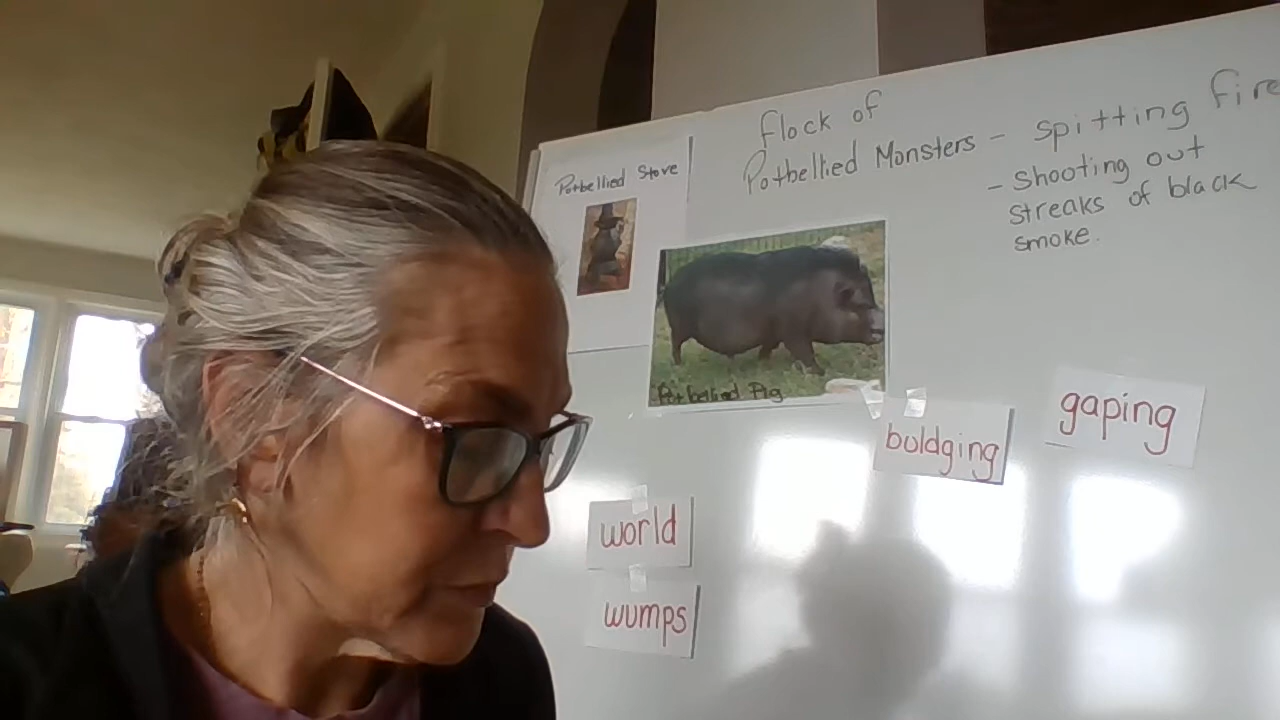 Potbellied Stove
flock of
Potbellied Monsters - spitting fire
- Shooting out
streaks of black
smoke.
Potbellied Pig
buldging
gaping
world
wumps